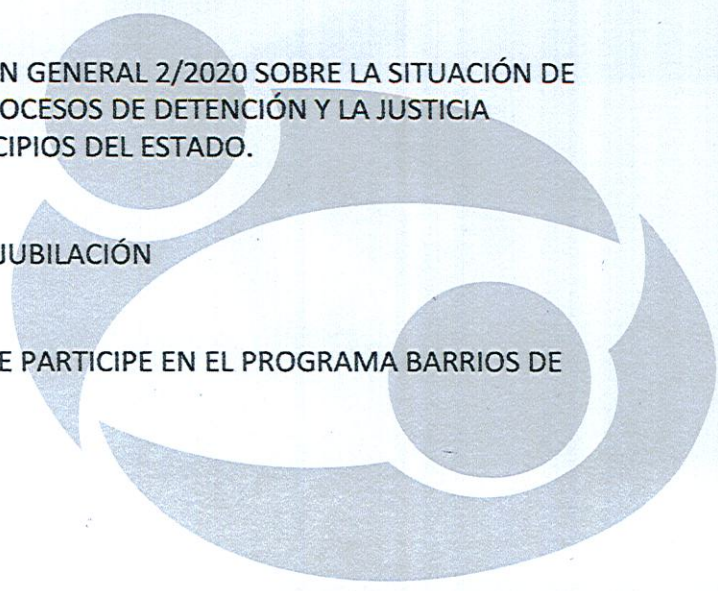 N GENERAL 2/2020 SOBRE LA SITUACIÓN DE
OCESOS DE DETENCIÓN Y LA JUSTICIA
CIPIOS DEL ESTADO.
JUBILACIÓN
E PARTICIPE EN EL PROGRAMA BARRIOS DE